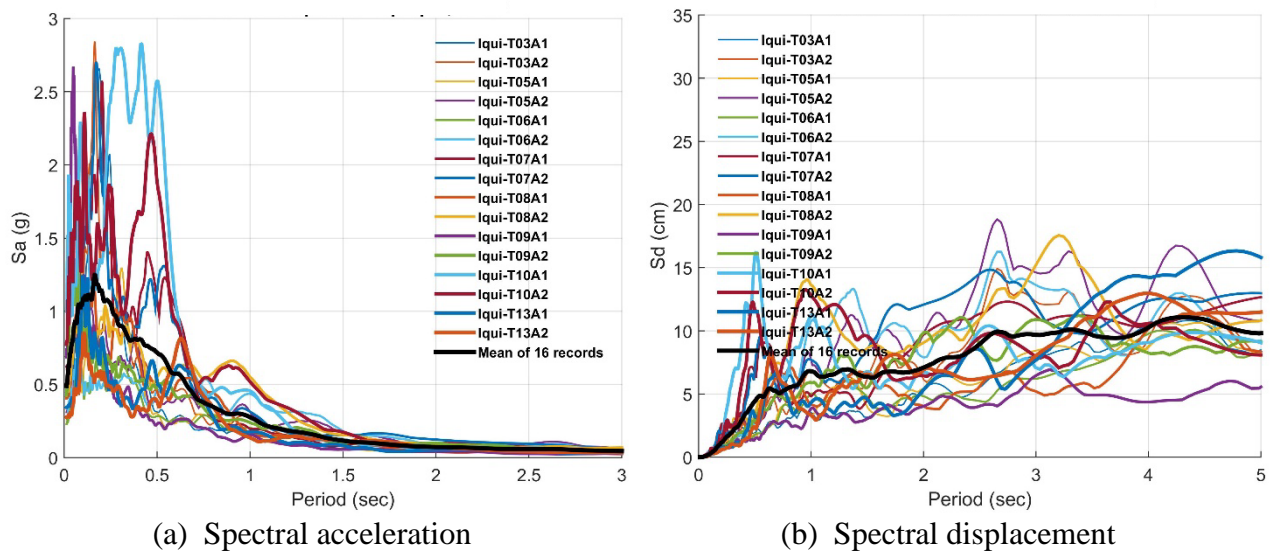 3
2.5
2
1.5
1
0.5
0
Sa (g)
0 0.5 1 1.5 2 2.5 3
Period (sec)
Iqui-T03A1
Iqui-T03A2
Iqui-T05A1
Iqui-T05A2
Iqui-T06A1
Iqui-T06A2
Iqui-T07A1
Iqui-T07A2
Iqui-T08A1
Iqui-T08A2
Iqui-T09A1
Iqui-T09A2
Iqui-T10A1
Iqui-T10A2
Iqui-T13A1
Iqui-T13A2
Mean of 16 records
(a) Spectral acceleration
35
30
25
20
15
10
5
0
Sd (cm)
0 1 2 3 4 5
Period (sec)
Iqui-T03A1
Iqui-T03A2
Iqui-T05A1
Iqui-T05A2
Iqui-T06A1
Iqui-T06A2
Iqui-T07A1
Iqui-T07A2
Iqui-T08A1
Iqui-T08A2
Iqui-T09A1
Iqui-T09A2
Iqui-T10A1
Iqui-T10A2
Iqui-T13A1
Iqui-T13A2
Mean of 16 records
(b) Spectral displacement